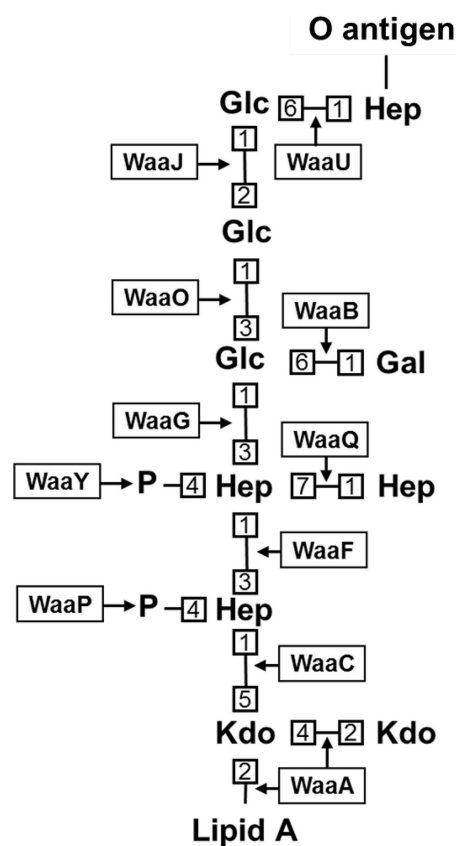 O antigen
Glc 6 1 Hep
1
WaaJ WaaU
2
Glc
1
WaaO WaaB
3
Glc 6 1 Gal
1
WaaG WaaQ
3
WaaY P 4 Hep 7 1 Hep
1
WaaF
3
WaaP P 4 Hep
1
WaaC
5
Kdo 4 2 Kdo
2
WaaA
Lipid A